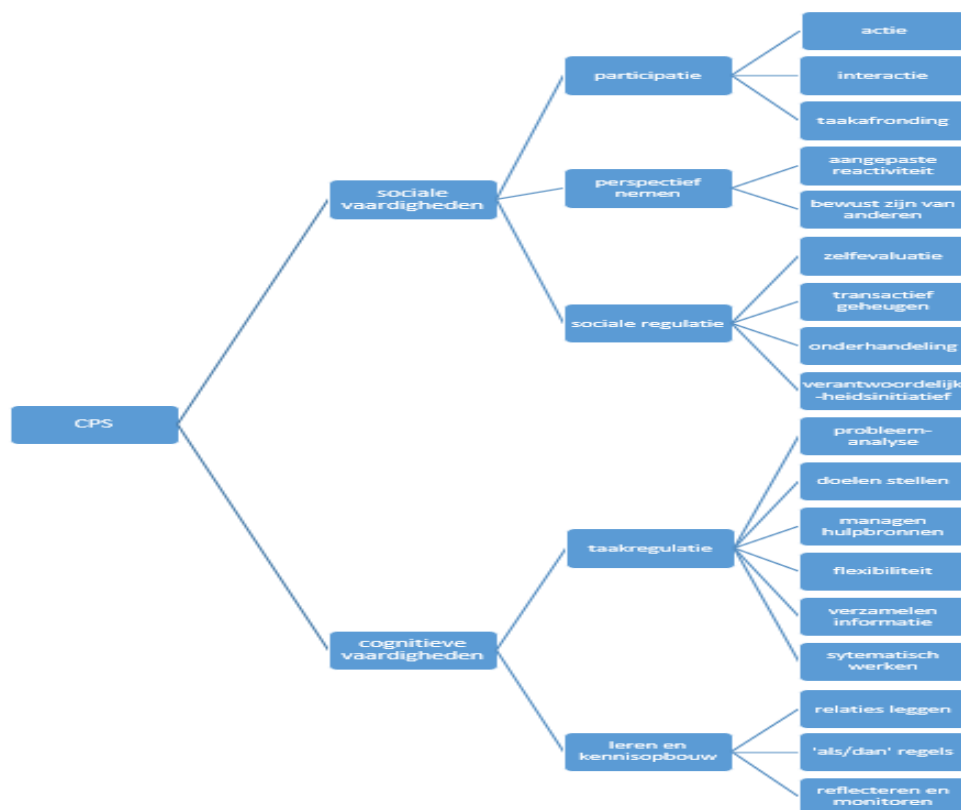 actie
participatie
interactie
taakafronding
aangepaste
reactiviteit
sociale
vaardigheden
perspectief
nemen
bewust zijn van
anderen
zelfevaluatie
transactief
geheugen
sociale regulatie
onderhandeling
verantwoordelijk
-heidsinitiatief
CPS
probleem-
analyse
doelen stellen
managen
hulpbronnen
taakregulatie
flexibiliteit
verzamelen
informatie
cognitieve
vaardigheden
sytematisch
werken
relaties leggen
leren en
kennisopbouw
'als/dan' regels
reflecteren en
monitoren